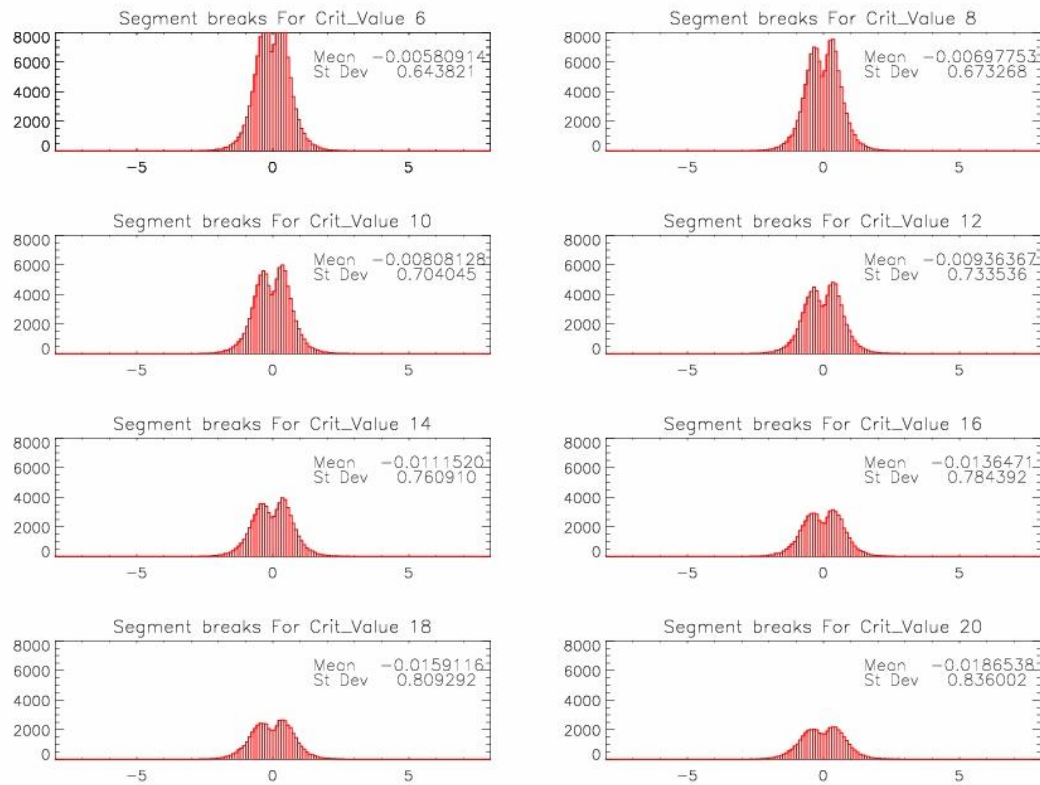 Segment breaks For Crit_Value 6
8000
Mean -0.00580914
St Dev 0.643821
6000
4000
2000
0
-5 0 5
Segment breaks For Crit_Value 8
8000
Mean -0.00697753
St Dev 0.673268
6000
4000
2000
0
-5 0 5
Segment breaks For Crit_Value 10
8000
Mean -0.00808128
St Dev 0.704045
6000
4000
2000
0
-5 0 5
Segment breaks For Crit_Value 12
8000
Mean -0.00936367
St Dev 0.733536
6000
4000
2000
0
-5 0 5
Segment breaks For Crit_Value 14
8000
Mean -0.0111520
St Dev 0.760910
6000
4000
2000
0
-5 0 5
Segment breaks For Crit_Value 16
8000
Mean -0.0136471
St Dev 0.784392
6000
4000
2000
0
-5 0 5
Segment breaks For Crit_Value 18
8000
Mean -0.0159116
St Dev 0.809292
6000
4000
2000
0
-5 0 5
Segment breaks For Crit_Value 20
8000
Mean -0.0186538
St Dev 0.836002
6000
4000
2000
0
-5 0 5